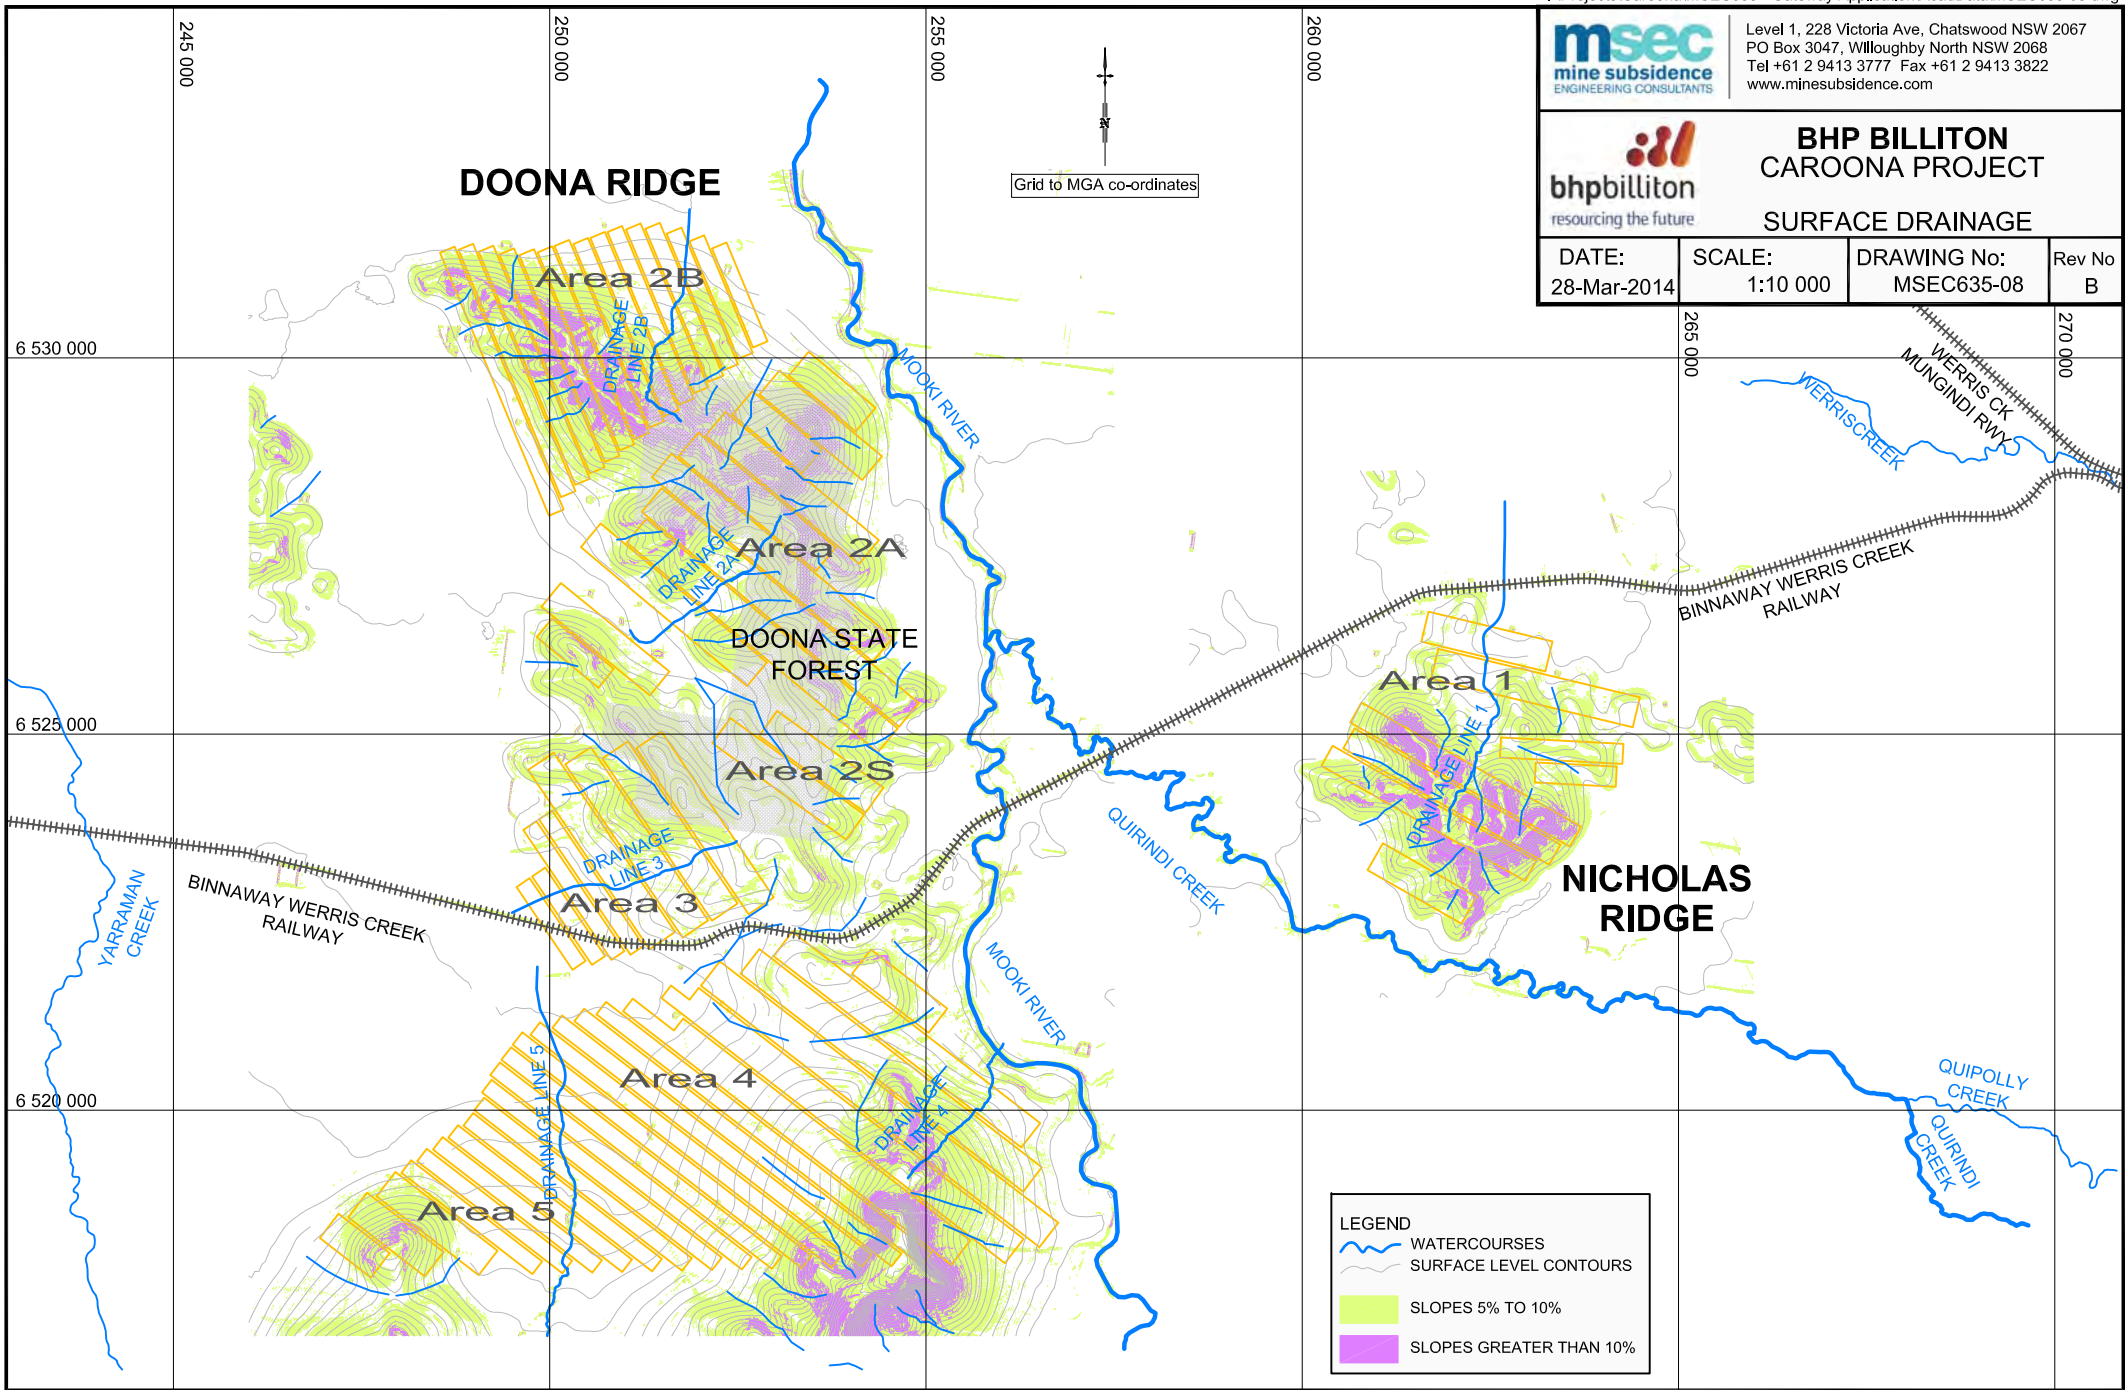 msec
mine subsidence
ENGINEERING CONSULTANTS
Level 1, 228 Victoria Ave, Chatswood NSW 2067
PO Box 3047, Willoughby North NSW 2068
Tel +61 2 9413 3777 Fax +61 2 9413 3822
www.minesubsidence.com
bhpbilliton
resourcing the future
BHP BILLITON
CAROONA PROJECT
SURFACE DRAINAGE
DATE:
28-Mar-2014
SCALE:
1:10 000
DRAWING No:
MSEC635-08
Rev No
B
245 000
250 000
255 000
260 000
265 000
270 000
N
Grid to MGA co-ordinates
DOONA RIDGE
Area 2B
DRAINAGE
LINE 2B
6 530 000
MOOKI RIVER
WERRIS CK
MUNGINDI RWY
WERRISCREEK
Area 2A
DRAINAGE
LINE 2A
BINNAWAY WERRIS CREEK
RAILWAY
DOONA STATE
FOREST
Area 1
DRAINAGE LINE 1
6 525 000
Area 2S
QUIRINDI CREEK
DRAINAGE
LINE 3
Area 3
YARRAMAN
CREEK
BINNAWAY WERRIS CREEK
RAILWAY
NICHOLAS
RIDGE
MOOKI RIVER
DRAINAGE LINE 5
Area 4
DRAINAGE
LINE 4
6 520 000
QUIPOLLY
CREEK
QUIRINDI
CREEK
Area 5
LEGEND
WATERCOURSES
SURFACE LEVEL CONTOURS
SLOPES 5% TO 10%
SLOPES GREATER THAN 10%